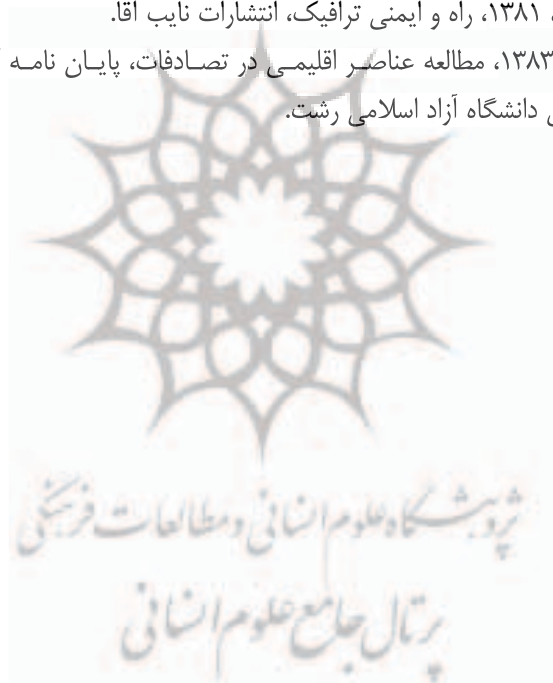 ، ۱۳۸۱، راه و ایمنی ترافیک، انتشارات نایب آقا.
۱۳۸۳، مطالعه عناصر اقلیمی در تصادفات، پایان نامه
دانشگاه آزاد اسلامی رشت.
پژوهشگاه علوم انسانی و مطالعات فرهنگی
پرتال جامع علوم انسانی